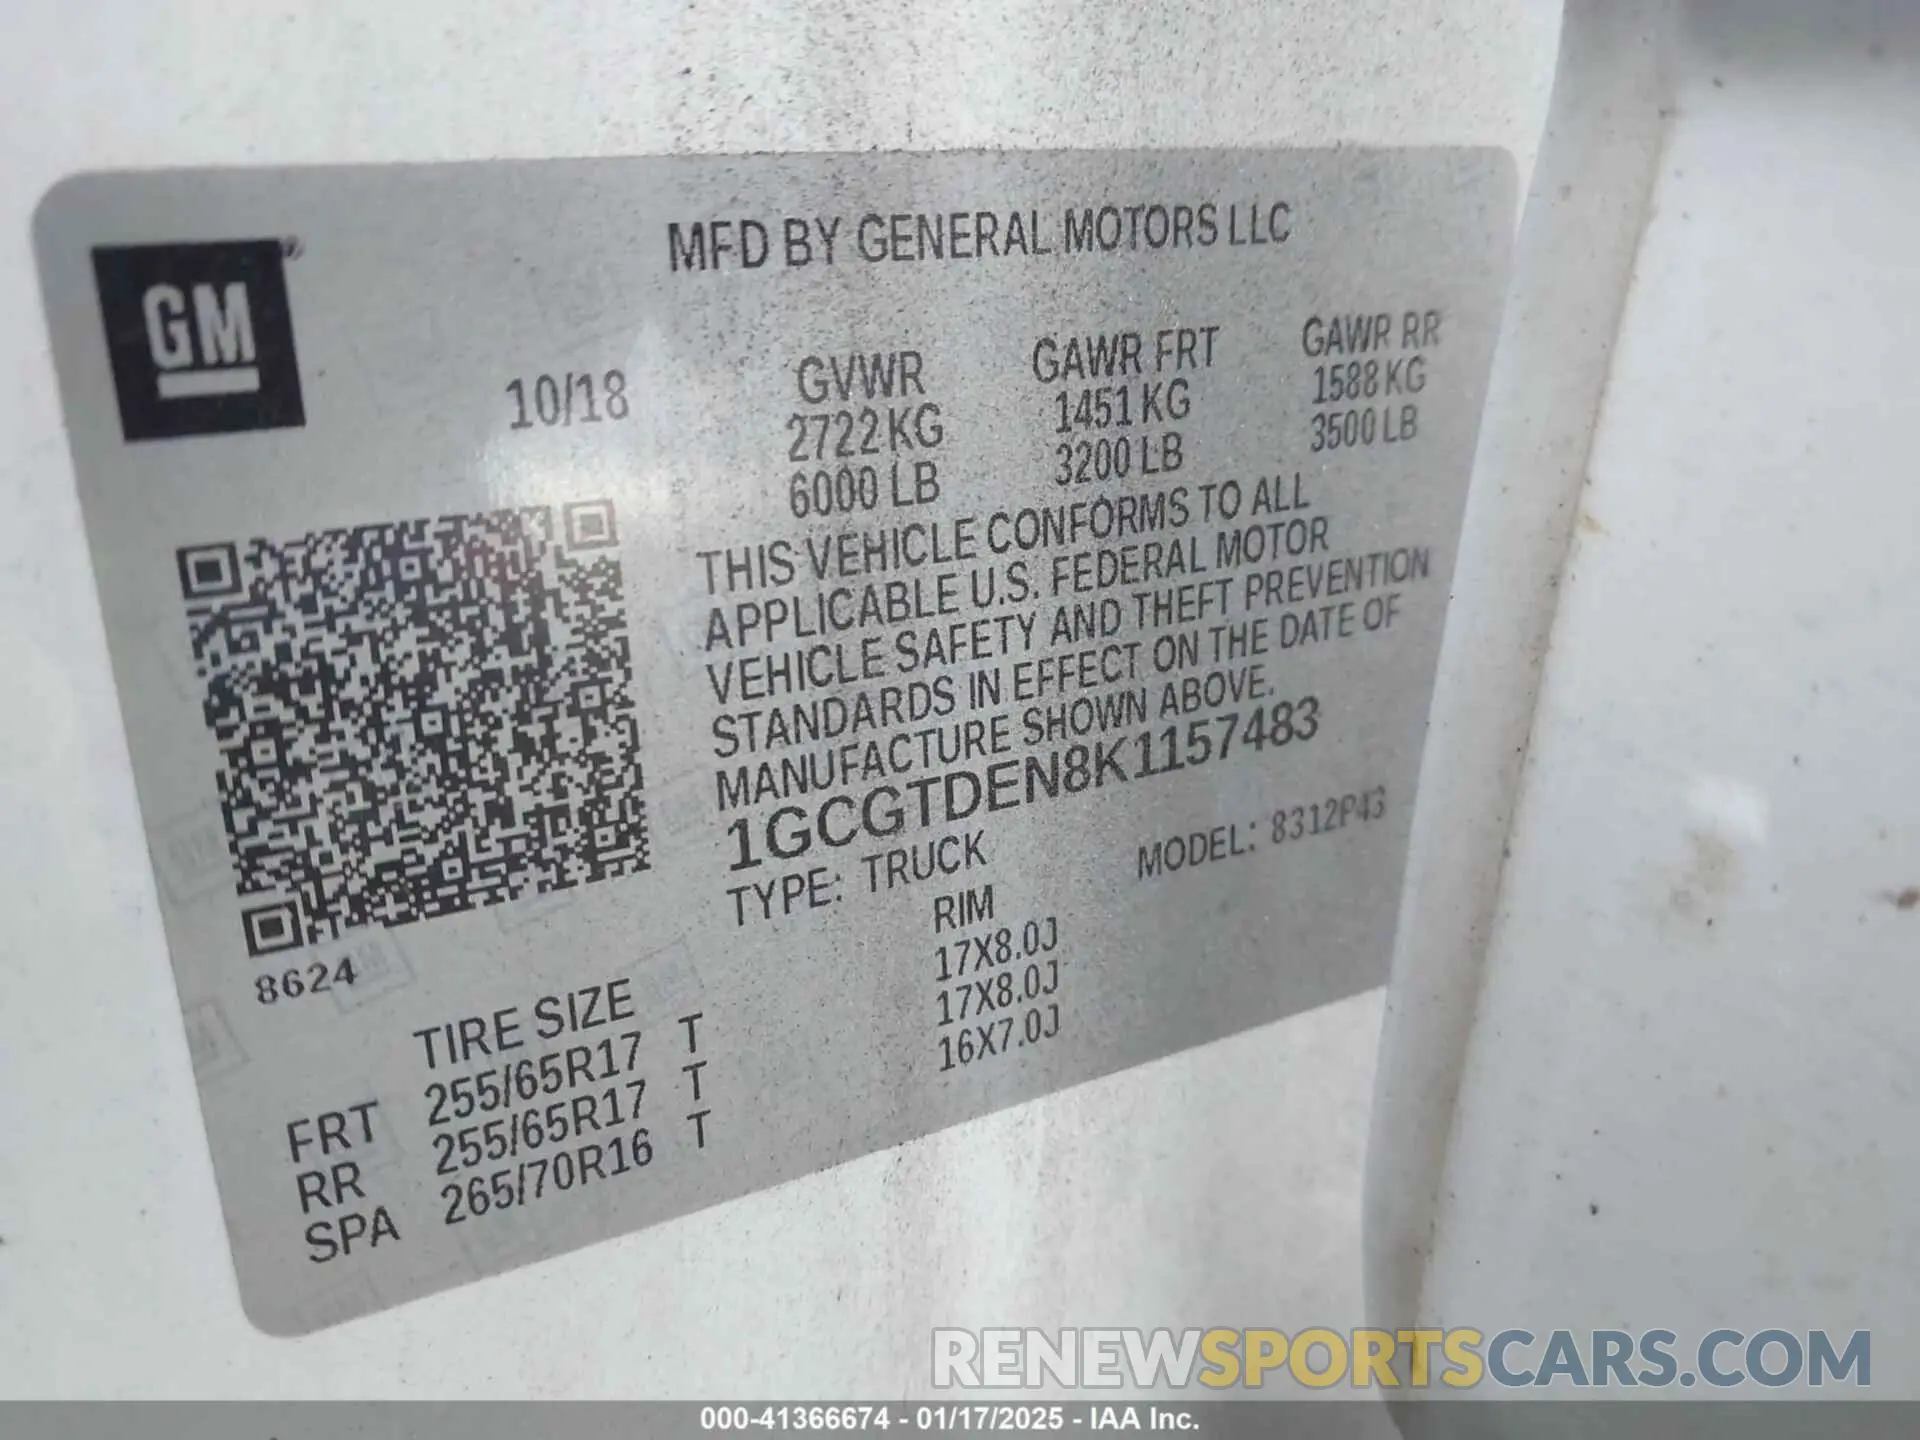 MFD BY GENERAL MOTORS LLC
GM
10/18
GVWR GAWR FRT GAWR RR
2722 KG 1451 KG 1588 KG
6000 LB 3200 LB 3500 LB
THIS VEHICLE CONFORMS TO ALL
APPLICABLE U.S. FEDERAL MOTOR
VEHICLE SAFETY AND THEFT PREVENTION
STANDARDS IN EFFECT ON THE DATE OF
MANUFACTURE SHOWN ABOVE.
1GCGTDEN8K1157483
TYPE: TRUCK MODEL: 8312P43
8624
TIRE SIZE RIM
FRT 255/65R17 T 17X8.0J
RR 255/65R17 T 17X8.0J
SPA 265/70R16 T 16X7.0J
RENEWSPORTSCARS.COM
000-41366674 - 01/17/2025 - IAA Inc.